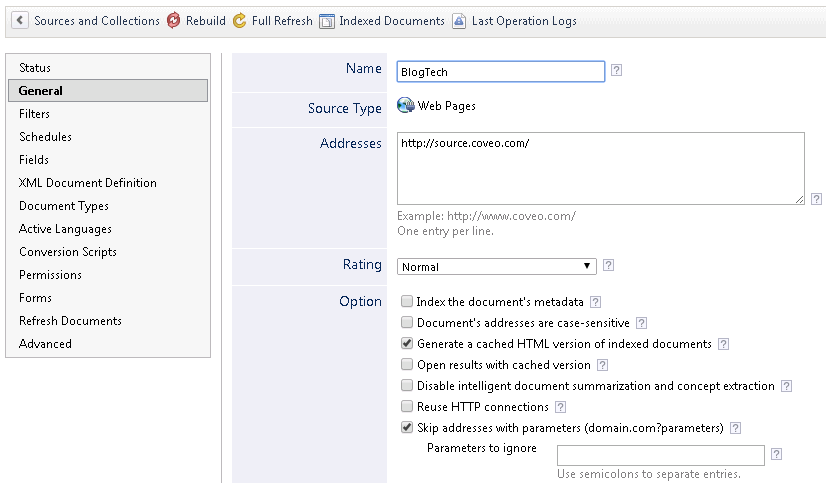 Sources and Collections Rebuild Full Refresh Indexed Documents Last Operation Logs
Status
General
Filters
Schedules
Fields
XML Document Definition
Document Types
Active Languages
Conversion Scripts
Permissions
Forms
Refresh Documents
Advanced
Name BlogTech ?
Source Type Web Pages
Addresses http://source.coveo.com/ ?
Example: http://www.coveo.com/
One entry per line.
Rating Normal ?
Option Index the document's metadata ?
Document's addresses are case-sensitive ?
Generate a cached HTML version of indexed documents ?
Open results with cached version ?
Disable intelligent document summarization and concept extraction ?
Reuse HTTP connections ?
Skip addresses with parameters (domain.com?parameters) ?
Parameters to ignore ?
Use semicolons to separate entries.